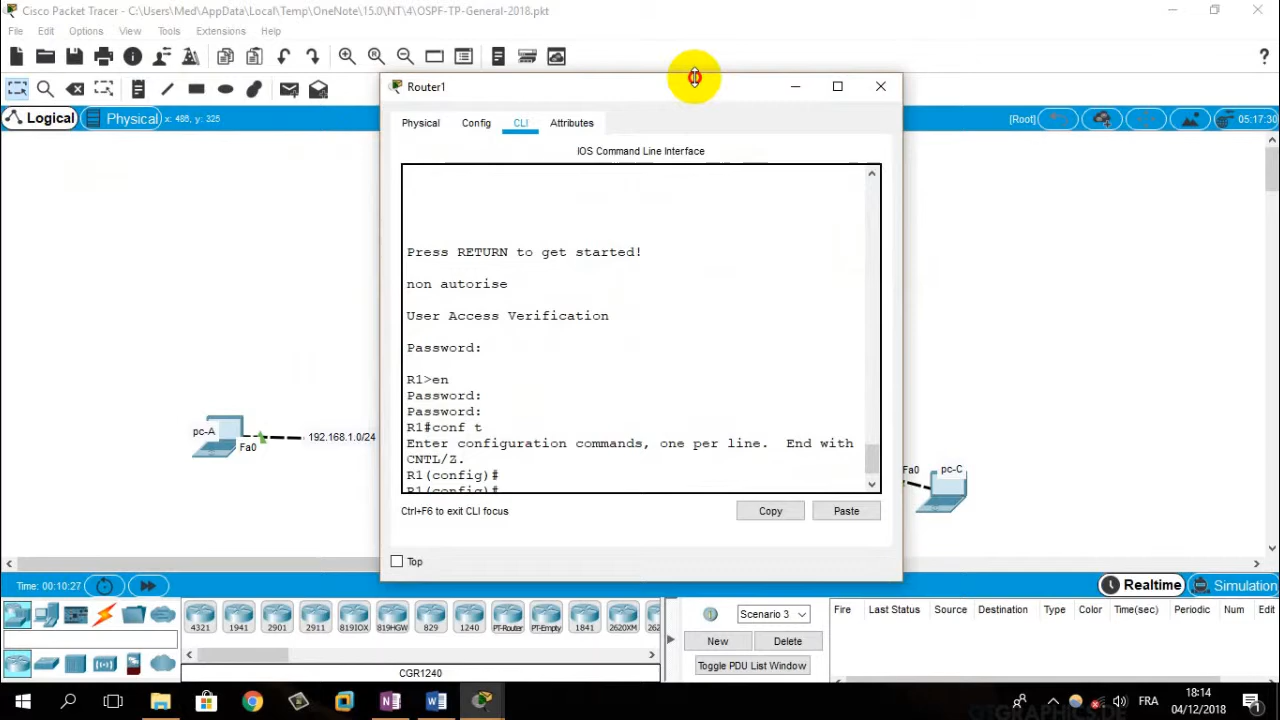 Cisco Packet Tracer - C:\Users\Med\AppData\Local\Temp\OneNote\15.0\NT\4\OSPF-TP-General-2018.pkt
File Edit Options View Tools Extensions Help
Router1
Logical Physical x: 486, y: 325 [Root] 05:17:30
Physical Config CLI Attributes
IOS Command Line Interface
Press RETURN to get started!
non autorise
User Access Verification
Password:
R1>en
Password:
Password:
R1#conf t
Enter configuration commands, one per line. End with
CNTL/Z.
R1(config)#
R1(config)#
pc-A
Fa0
192.168.1.0/24
Fa0
pc-C
Ctrl+F6 to exit CLI focus Copy Paste
Top
Time: 00:10:27 Realtime Simulation
4321 1941 2901 2911 819IOX 819HGW 829 1240 PT-Router PT-Empty 1841 2620XM 262
CGR1240
Scenario 3
New Delete
Toggle PDU List Window
Fire Last Status Source Destination Type Color Time(sec) Periodic Num Edit
FRA 18:14
04/12/2018